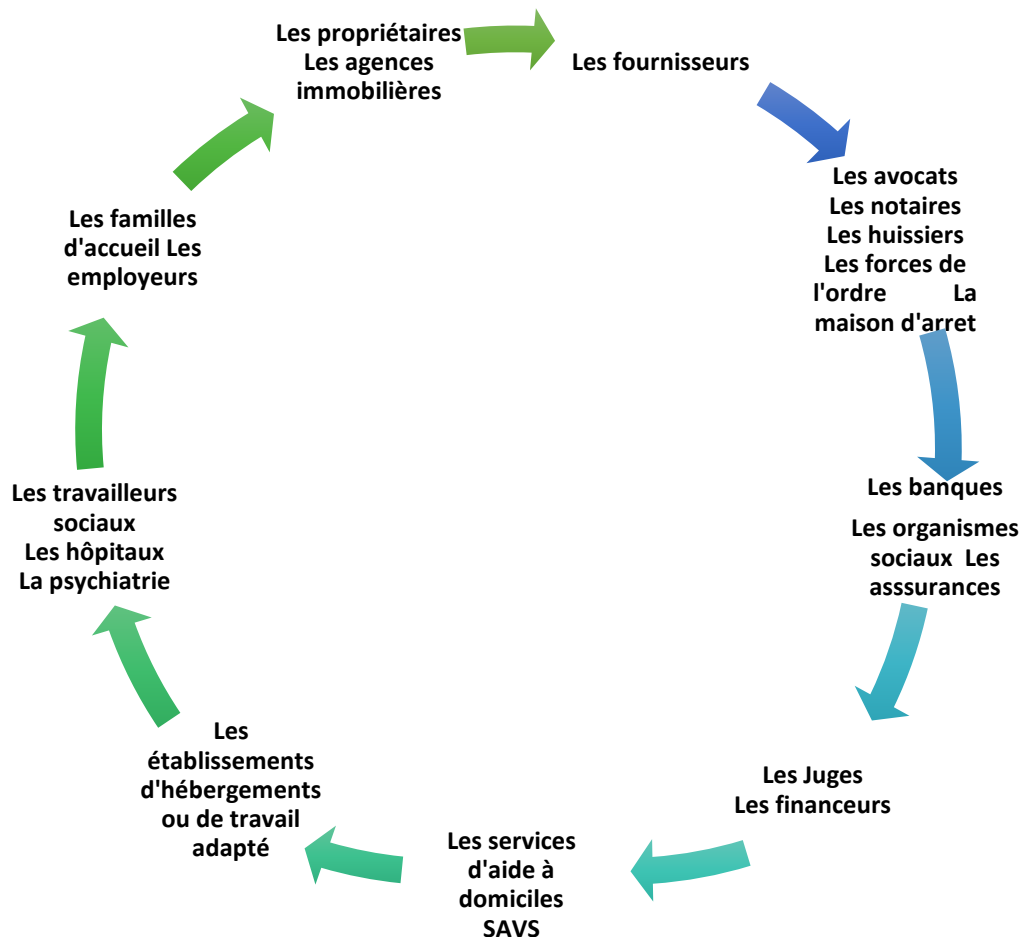 Les propriétaires
Les agences
immobilières
Les fournisseurs
Les avocats
Les notaires
Les huissiers
Les forces de
l'ordre La
maison d'arret
Les banques
Les organismes
sociaux Les
asssurances
Les Juges
Les financeurs
Les services
d'aide à
domiciles
SAVS
Les
établissements
d'hébergements
ou de travail
adapté
Les travailleurs
sociaux
Les hôpitaux
La psychiatrie
Les familles
d'accueil Les
employeurs